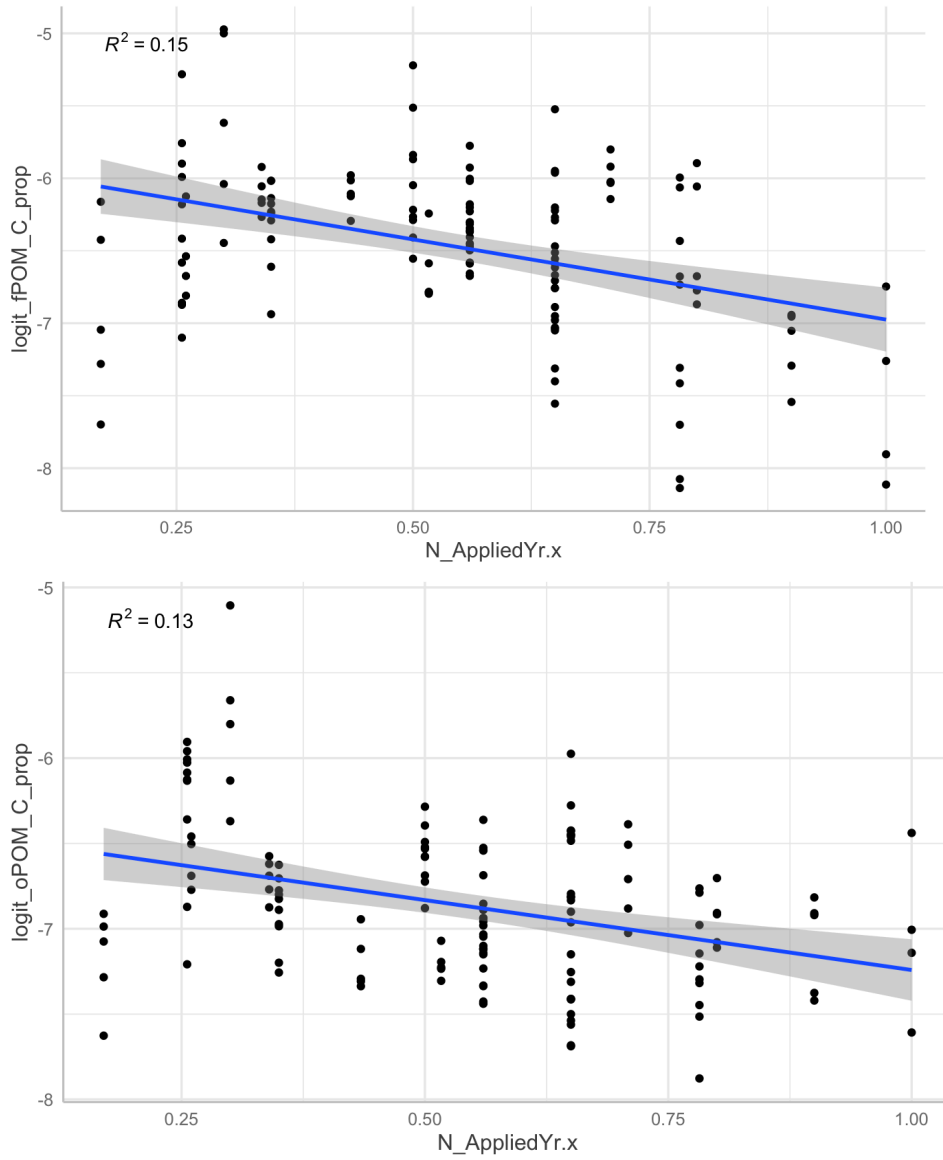 -5
R² = 0.15
-6
logit_fPOM_C_prop
-7
-8
0.25 0.50 0.75 1.00
N_AppliedYr.x
-5
R² = 0.13
-6
logit_oPOM_C_prop
-7
-8
0.25 0.50 0.75 1.00
N_AppliedYr.x